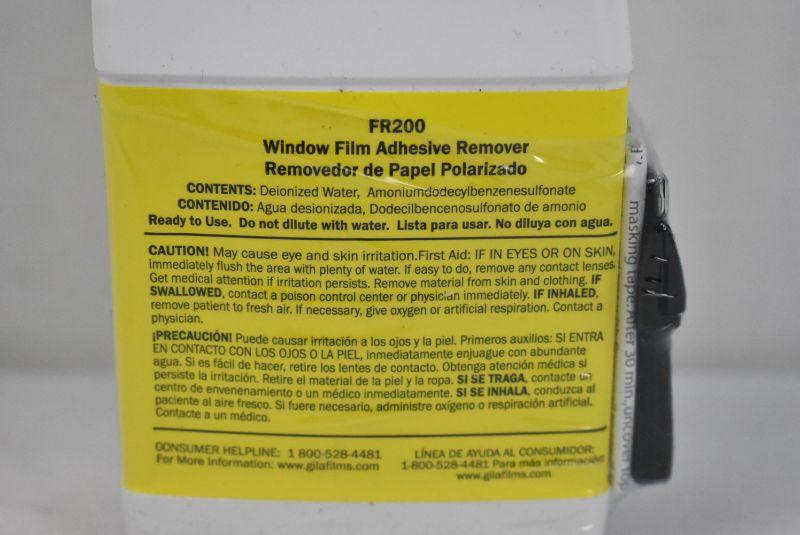 FR200
Window Film Adhesive Remover
Removedor de Papel Polarizado
CONTENTS: Deionized Water, Amoniumdodecylbenzenesulfonate
CONTENIDO: Agua desionizada, Dodecilbencenosulfonato de amonio
Ready to Use. Do not dilute with water. Lista para usar. No diluya con agua.
CAUTION! May cause eye and skin irritation.First Aid: IF IN EYES OR ON SKIN,
immediately flush the area with plenty of water. If easy to do, remove any contact lenses.
Get medical attention if irritation persists. Remove material from skin and clothing. IF
SWALLOWED, contact a poison control center or physician immediately. IF INHALED,
remove patient to fresh air. If necessary, give oxygen or artificial respiration. Contact a
physician.
¡PRECAUCIÓN! Puede causar irritación a los ojos y la piel. Primeros auxilios: SI ENTRA
EN CONTACTO CON LOS OJOS O LA PIEL, inmediatamente enjuague con abundante
agua. Si es fácil de hacer, retire los lentes de contacto. Obtenga atención médica si
persiste la irritación. Retire el material de la piel y la ropa. SI SE TRAGA, contacte un
centro de envenenamiento o un médico inmediatamente. SI SE INHALA, conduzca al
paciente al aire fresco. Si fuere necesario, administre oxígeno o respiración artificial.
Contacte a un médico.
CONSUMER HELPLINE: 1 800-528-4481
For More Information: www.gilafilms.com
LÍNEA DE AYUDA AL CONSUMIDOR:
1-800-528-4481 Para más información:
www.gilafilms.com
masking tape. After 30 min., uncover top